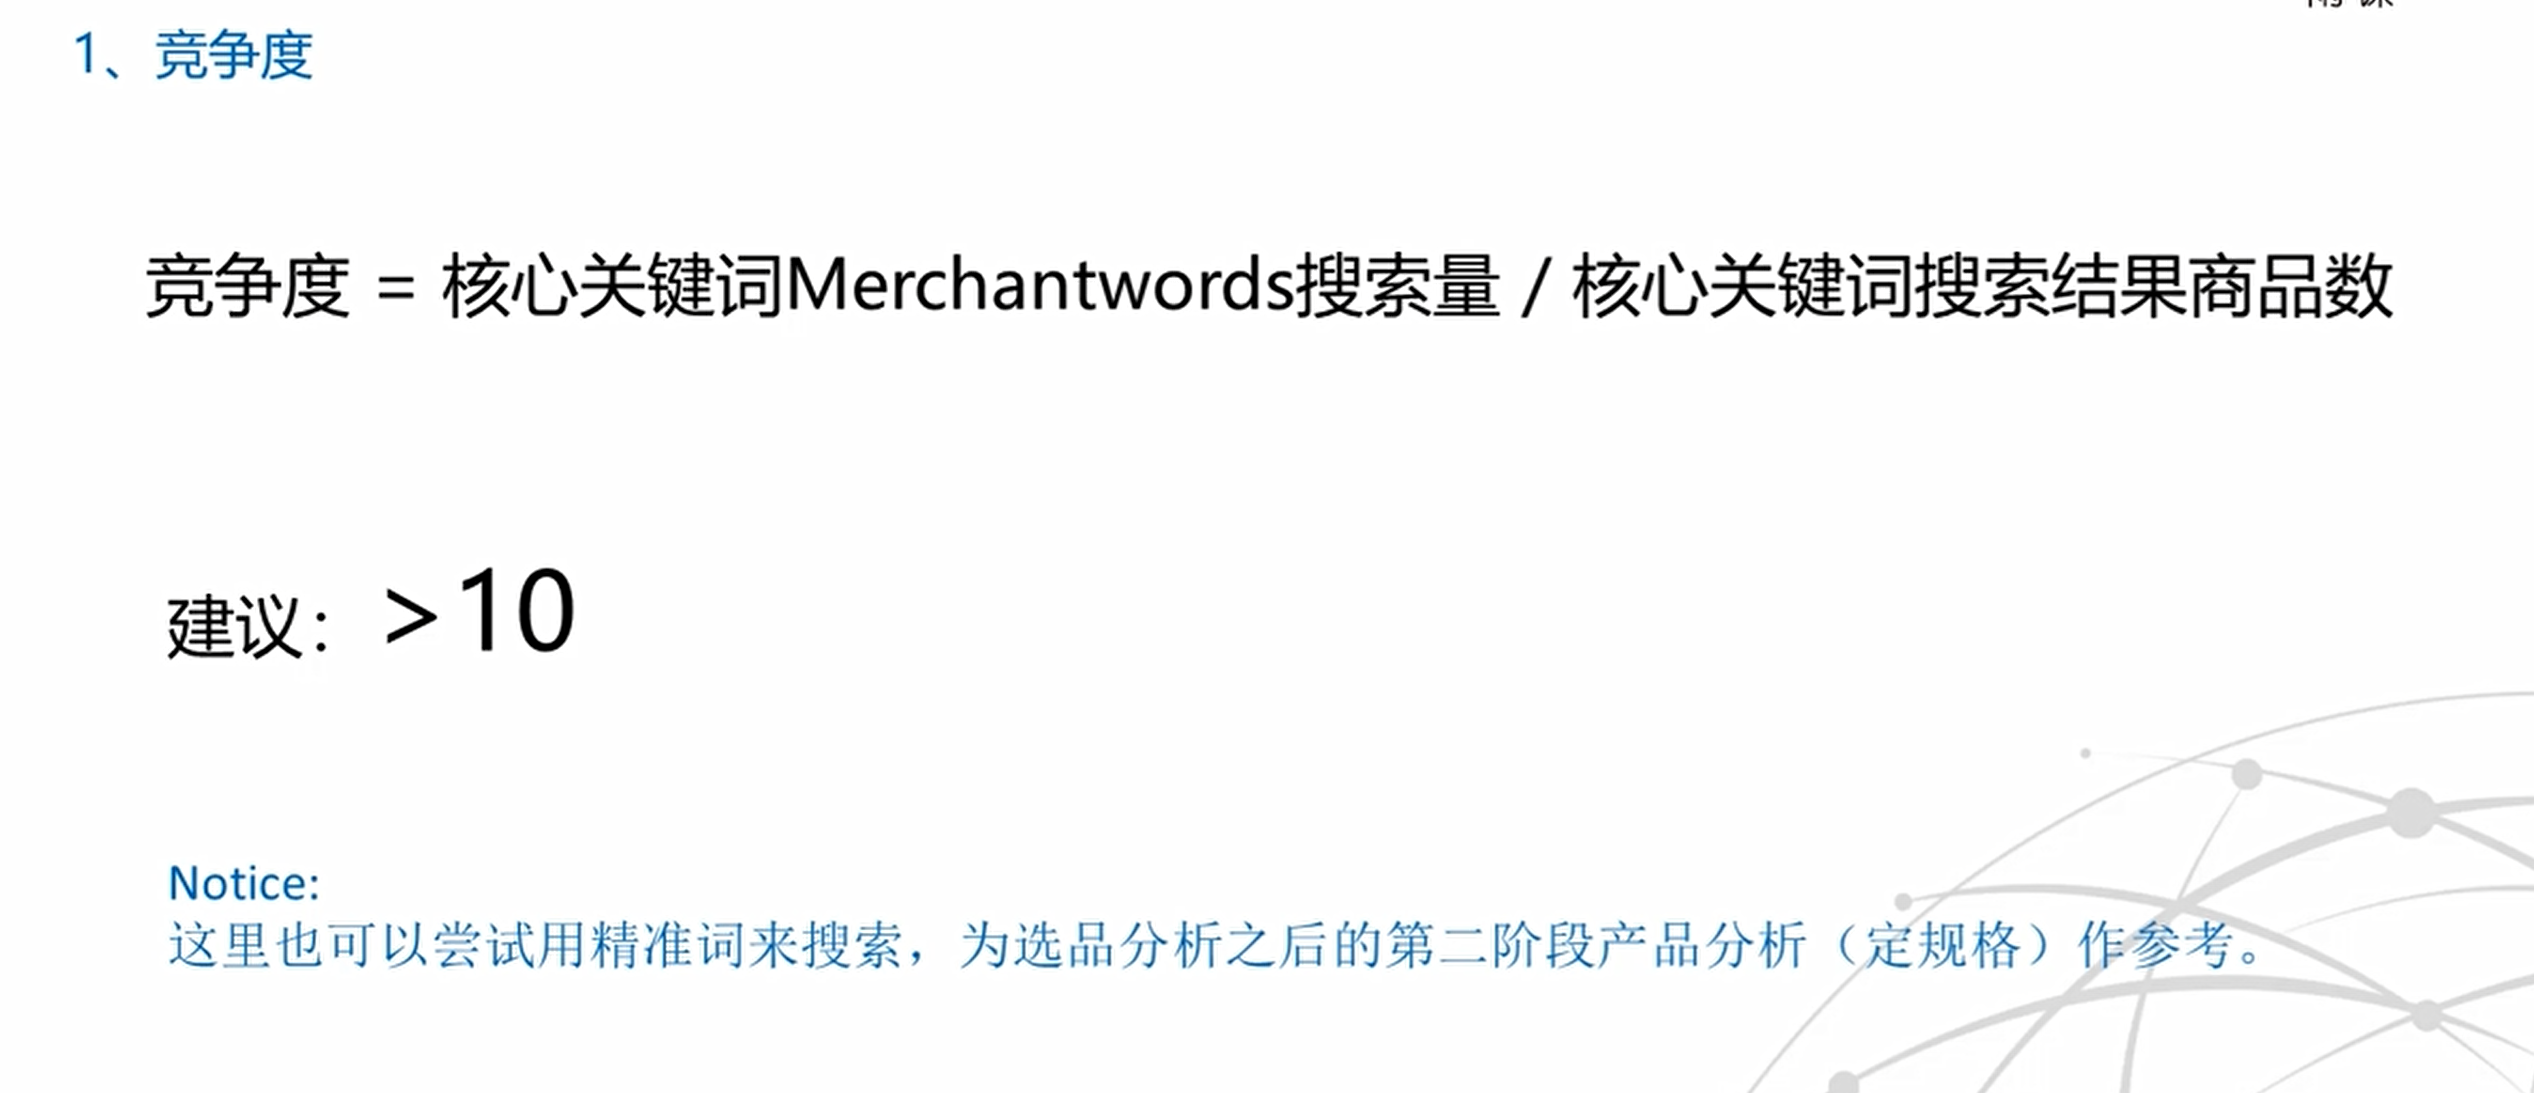 1、竞争度
竞争度 = 核心关键词Merchantwords搜索量 / 核心关键词搜索结果商品数
建议：>10
Notice:
这里也可以尝试用精准词来搜索，为选品分析之后的第二阶段产品分析（定规格）作参考。